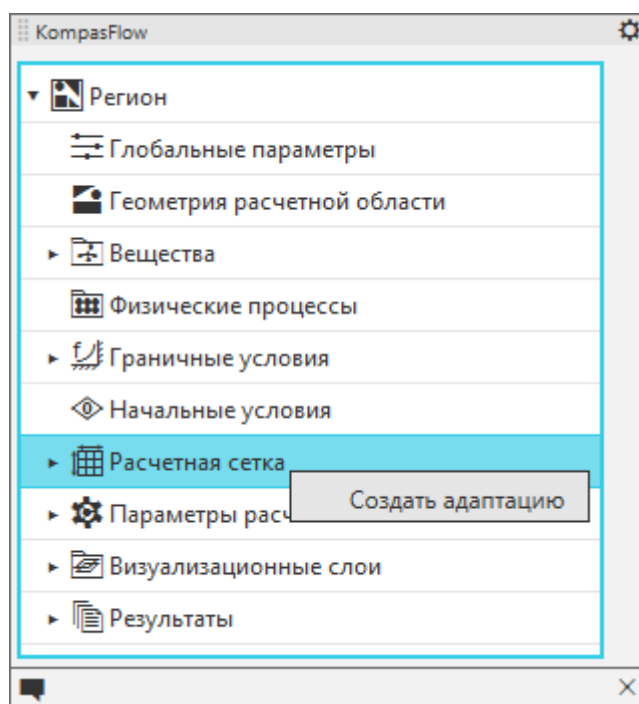 KompasFlow
Регион
Глобальные параметры
Геометрия расчетной области
Вещества
Физические процессы
Граничные условия
Начальные условия
Расчетная сетка
Создать адаптацию
Параметры
Визуализационные слои
Результаты